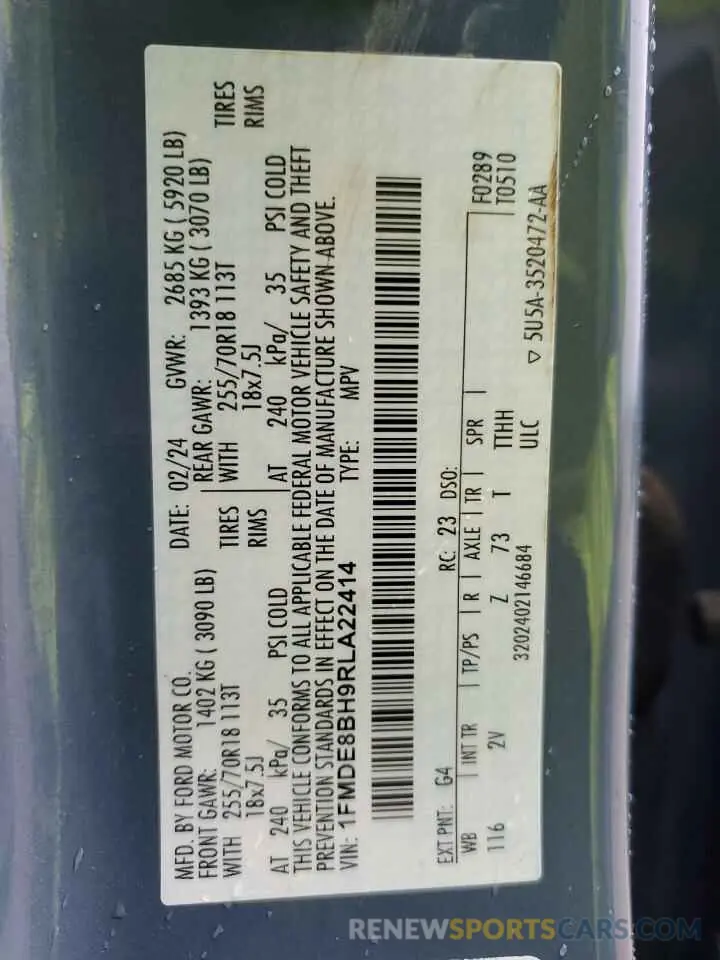 MFD. BY FORD MOTOR CO.
DATE: 02/24 GVWR: 2685 KG ( 5920 LB)
FRONT GAWR: 1402 KG ( 3090 LB)
REAR GAWR: 1393 KG ( 3070 LB)
WITH 255/70R18 113T TIRES
WITH 255/70R18 113T TIRES
18x7.5J RIMS
18x7.5J RIMS
AT 240 kPa/ 35 PSI COLD
AT 240 kPa/ 35 PSI COLD
THIS VEHICLE CONFORMS TO ALL APPLICABLE FEDERAL MOTOR VEHICLE SAFETY AND THEFT
PREVENTION STANDARDS IN EFFECT ON THE DATE OF MANUFACTURE SHOWN ABOVE.
VIN: 1FMDE8BH9RLA22414 TYPE: MPV
EXT PNT: G4 RC: 23 DSO: F0289
WB INT TR TP/PS R AXLE TR SPR T0510
116 2V Z 73 T TTHH
3202402146684 ULC ▽ 5U5A-3520472-AA
RENEWSPORTSCARS.COM